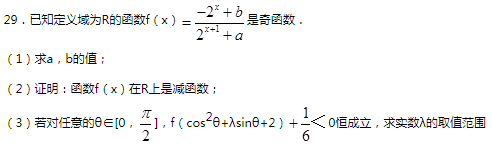 29．已知定义域为R的函数f（x）=\frac{-2^x+b}{2^{x+1}+a}是奇函数．
（1）求a，b的值；
（2）证明：函数f（x）在R上是减函数；
（3）若对任意的θ∈[0，\frac{π}{2}]，f（cos²θ+λsinθ+2）+\frac{1}{6}<0恒成立，求实数λ的取值范围